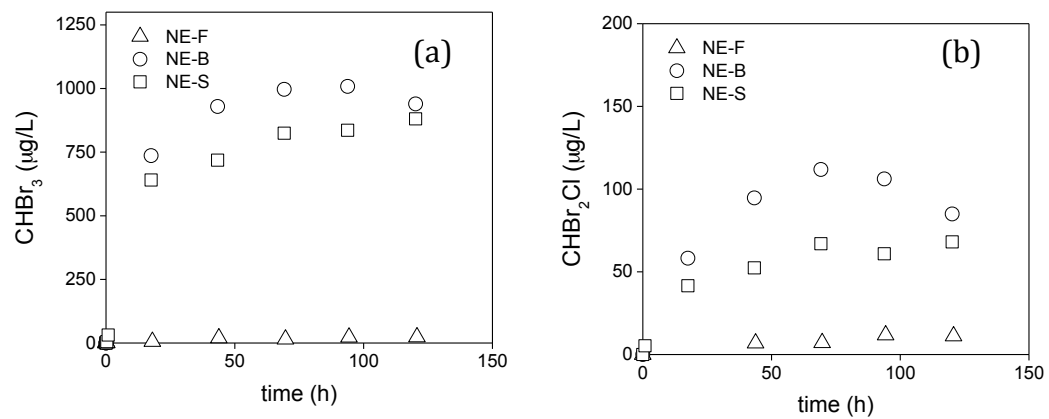 CHBr3 (μg/L)
1250
1000
750
500
250
0
NE-F
NE-B
NE-S
(a)
0 50 100 150
time (h)
CHBr2Cl (μg/L)
200
150
100
50
0
NE-F
NE-B
NE-S
(b)
0 50 100 150
time (h)